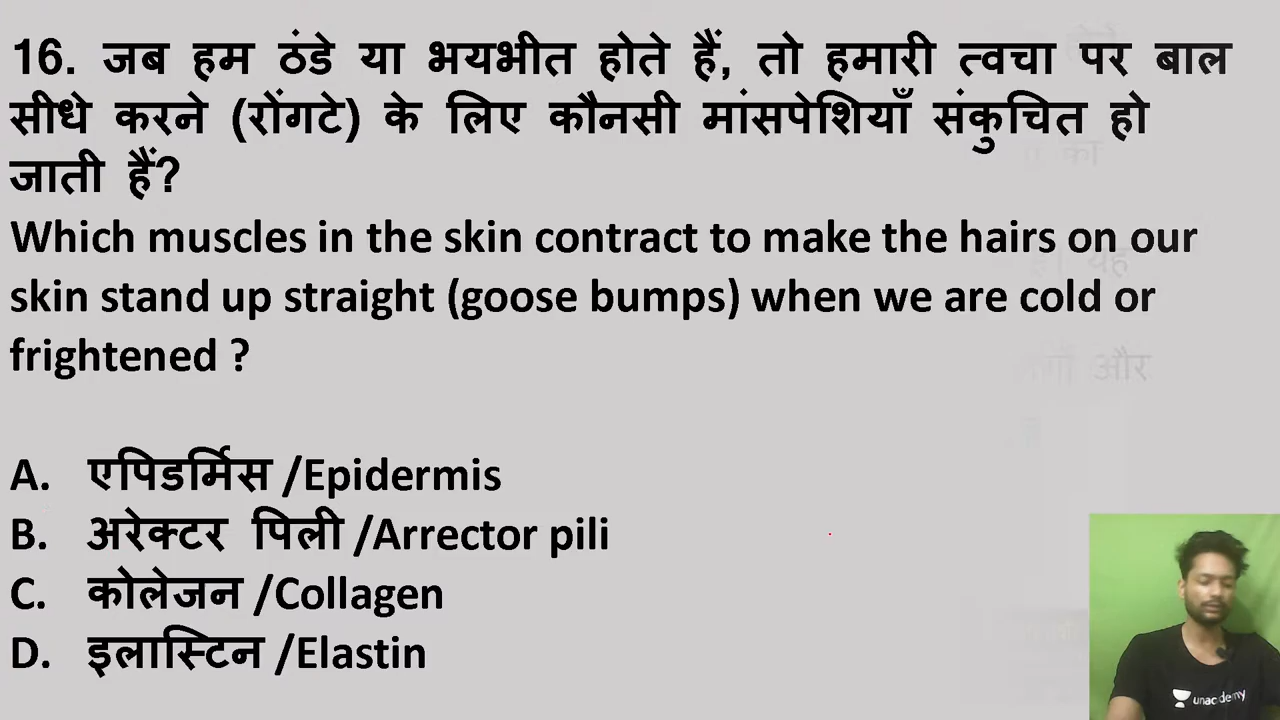 16. जब हम ठंडे या भयभीत होते हैं, तो हमारी त्वचा पर बाल
सीधे करने (रोंगटे) के लिए कौनसी मांसपेशियाँ संकुचित हो
जाती हैं?
Which muscles in the skin contract to make the hairs on our
skin stand up straight (goose bumps) when we are cold or
frightened ?
A. एपिडर्मिस /Epidermis
B. अरेक्टर पिली /Arrector pili
C. कोलेजन /Collagen
D. इलास्टिन /Elastin
unacademy